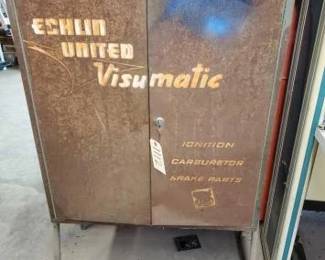 ECHLIN
UNITED
Visumatic
IGNITION
CARBURETOR
BRAKE PARTS